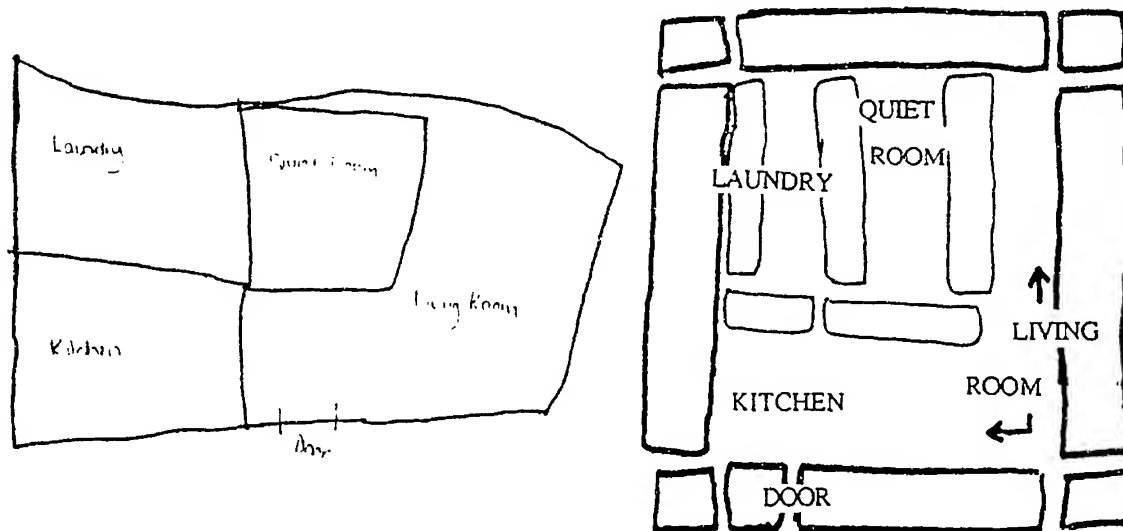 Laundry
Quiet Room
Living Room
Kitchen
Door
QUIET
ROOM
LAUNDRY
LIVING
ROOM
KITCHEN
DOOR